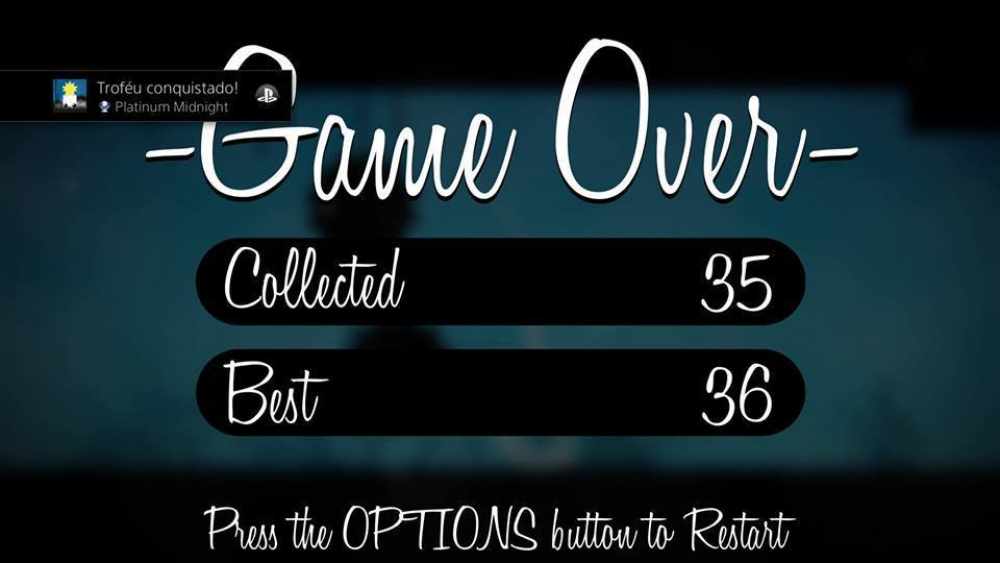 Troféu conquistado!
Platinum Midnight
-Game Over-
Collected 35
Best 36
Press the OPTIONS button to Restart